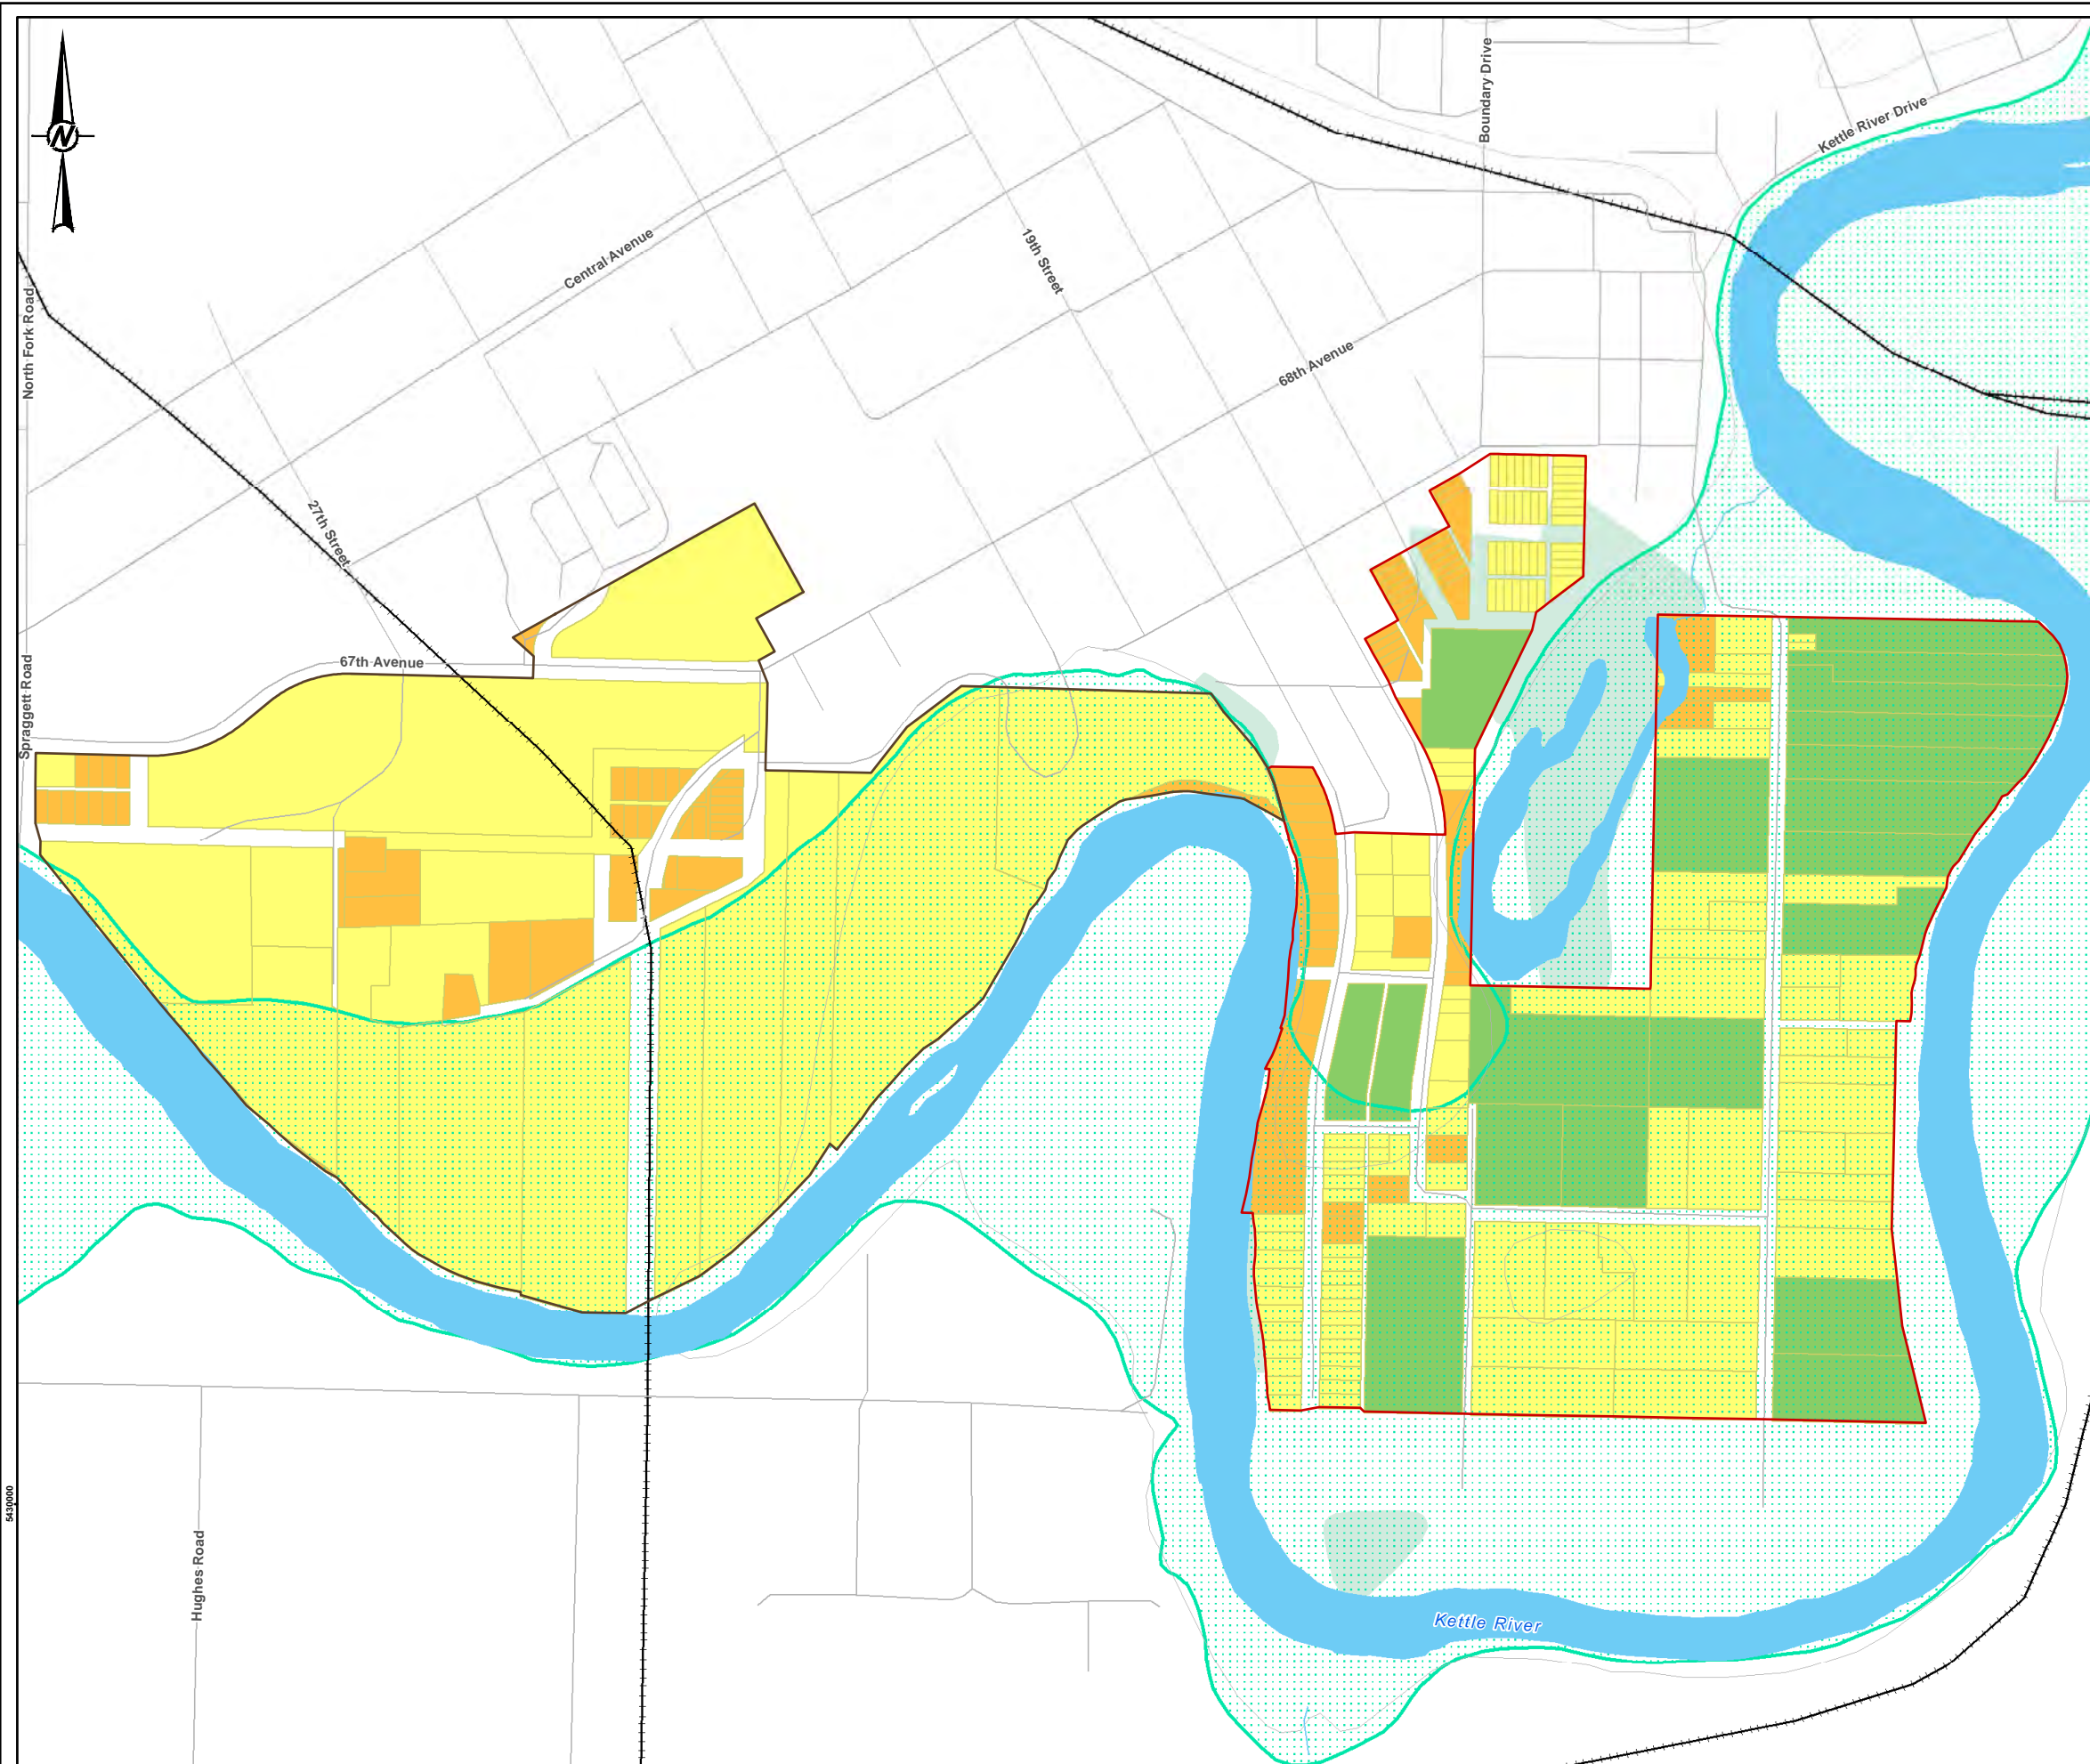 N
Boundary Drive
Kettle River Drive
Central Avenue
19th Street
North Fork Road
68th Avenue
27th Street
67th Avenue
Spraggett Road
5430000
Hughes Road
Kettle River